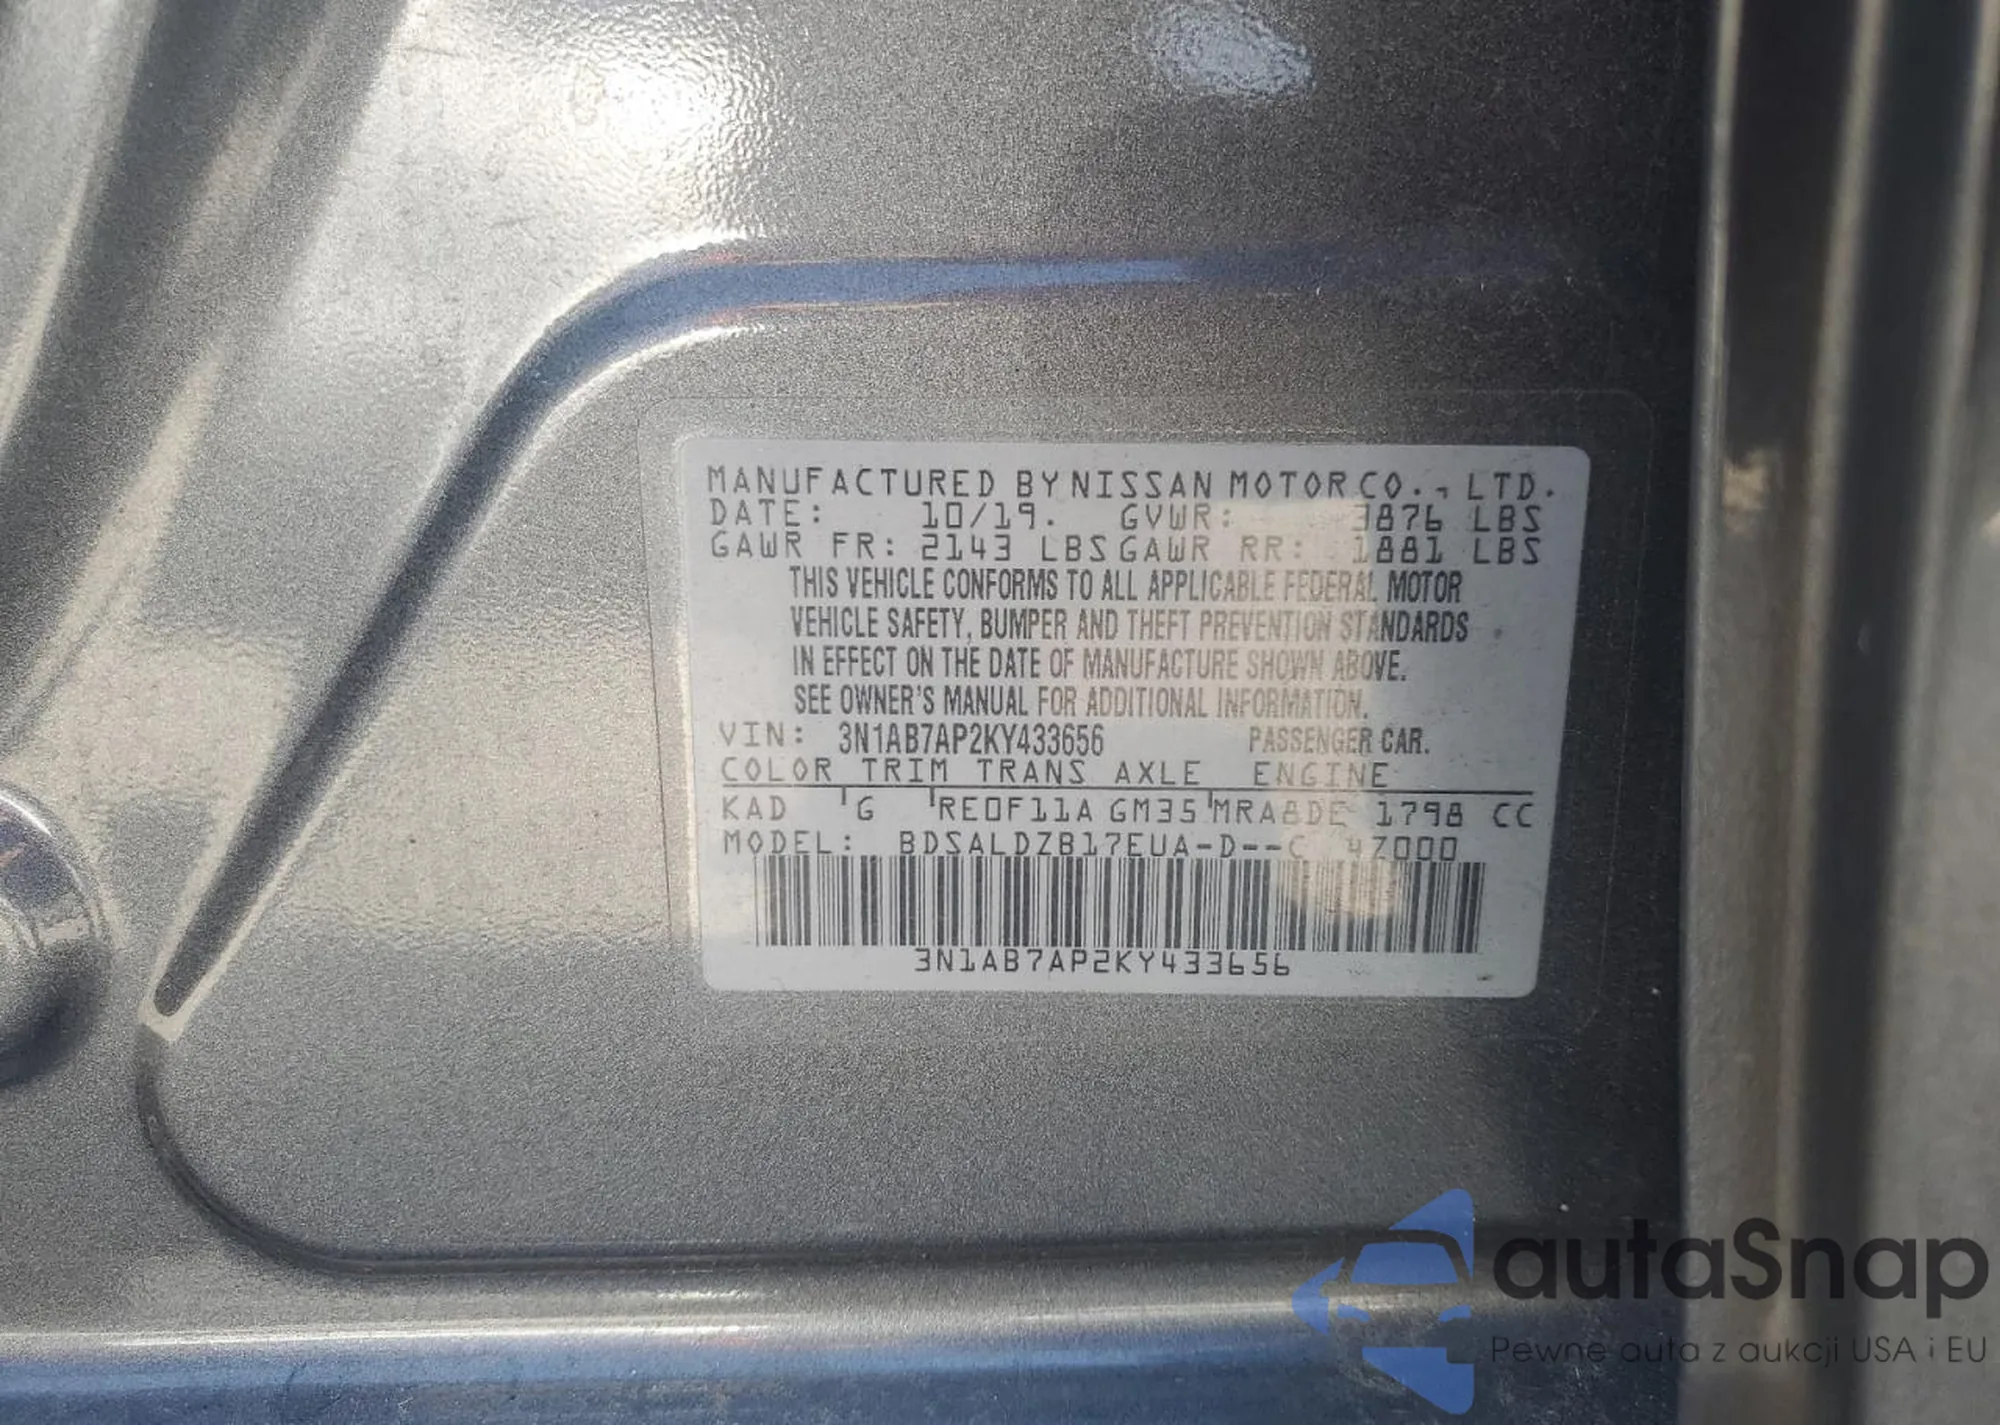 MANUFACTURED BY NISSAN MOTOR CO., LTD.
DATE: 10/19. GVWR: 3876 LBS
GAWR FR: 2143 LBS GAWR RR: 1881 LBS
THIS VEHICLE CONFORMS TO ALL APPLICABLE FEDERAL MOTOR
VEHICLE SAFETY, BUMPER AND THEFT PREVENTION STANDARDS
IN EFFECT ON THE DATE OF MANUFACTURE SHOWN ABOVE.
SEE OWNER'S MANUAL FOR ADDITIONAL INFORMATION.
VIN: 3N1AB7AP2KY433656 PASSENGER CAR.
COLOR TRIM TRANS AXLE ENGINE
KAD G RE0F11A GM35 MRA8DE 1798 CC
MODEL: BDSALDZB17EUA-D--C 4Z000
3N1AB7AP2KY433656
autaSnap
Pewne auta z aukcji USA i EU